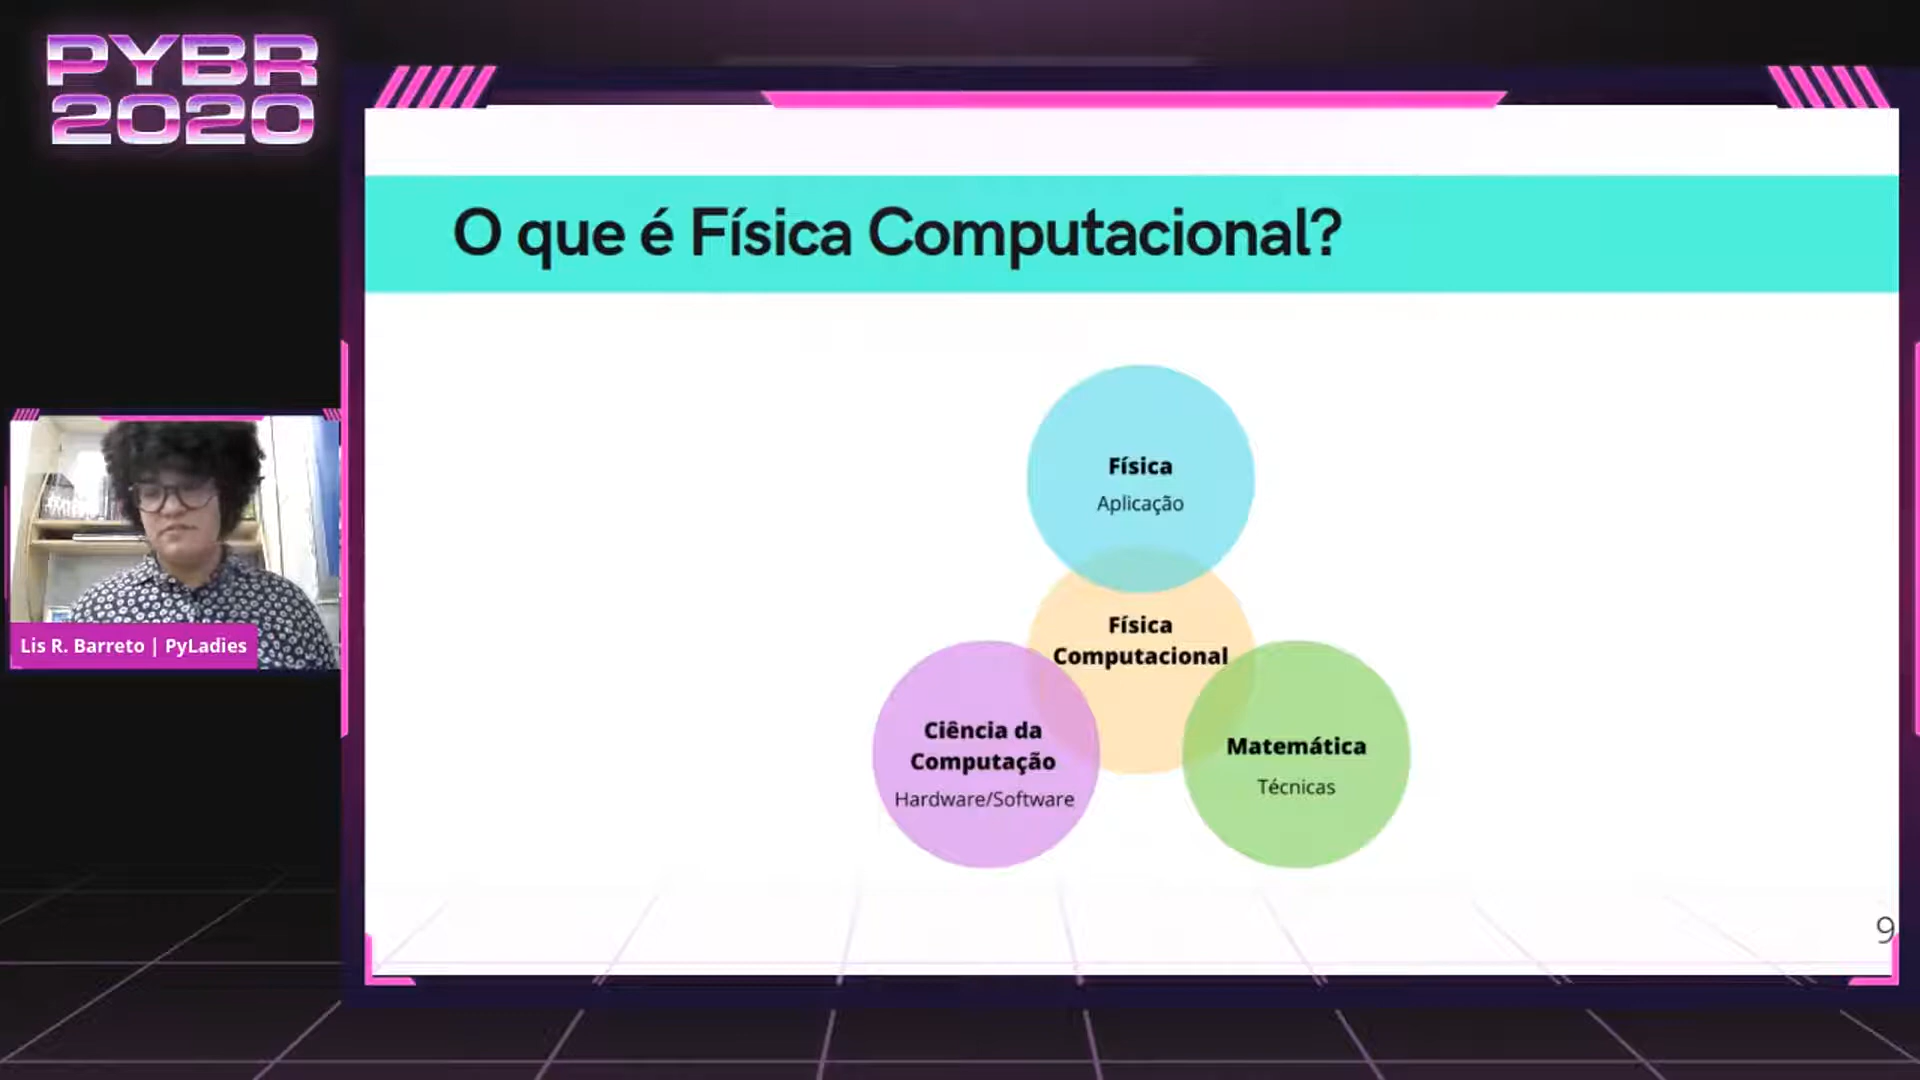 PYBR
2020
O que é Física Computacional?
Física
Aplicação
Física
Computacional
Ciência da
Computação
Hardware/Software
Matemática
Técnicas
Lis R. Barreto | PyLadies
9